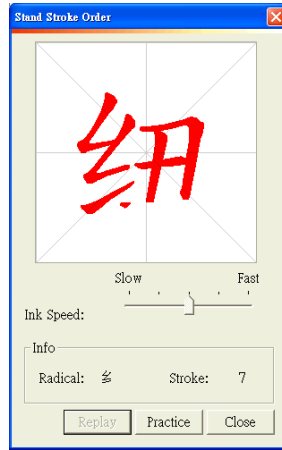 Stand Stroke Order
纽
Slow Fast
Ink Speed:
Info
Radical: 纟 Stroke: 7
Replay Practice Close